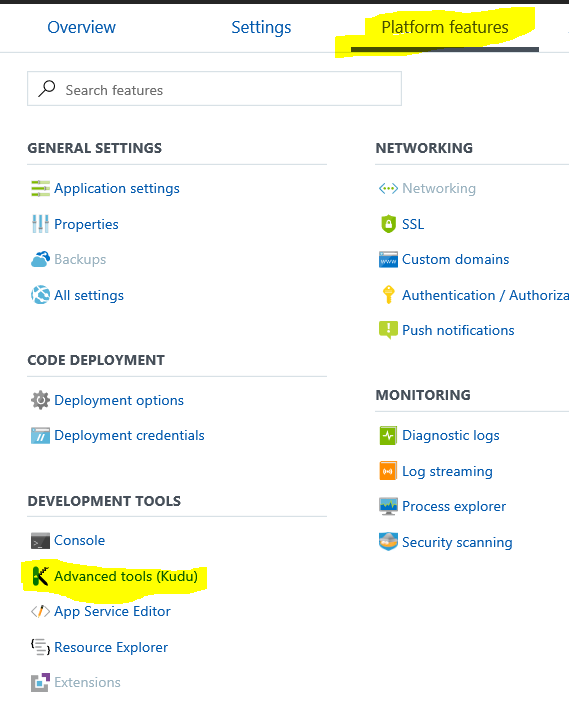 Overview
Settings
Platform features
Search features
GENERAL SETTINGS
Application settings
Properties
Backups
All settings
CODE DEPLOYMENT
Deployment options
Deployment credentials
DEVELOPMENT TOOLS
Console
Advanced tools (Kudu)
App Service Editor
Resource Explorer
Extensions
NETWORKING
Networking
SSL
www
Custom domains
Authentication / Authoriza
Push notifications
MONITORING
Diagnostic logs
Log streaming
Process explorer
Security scanning